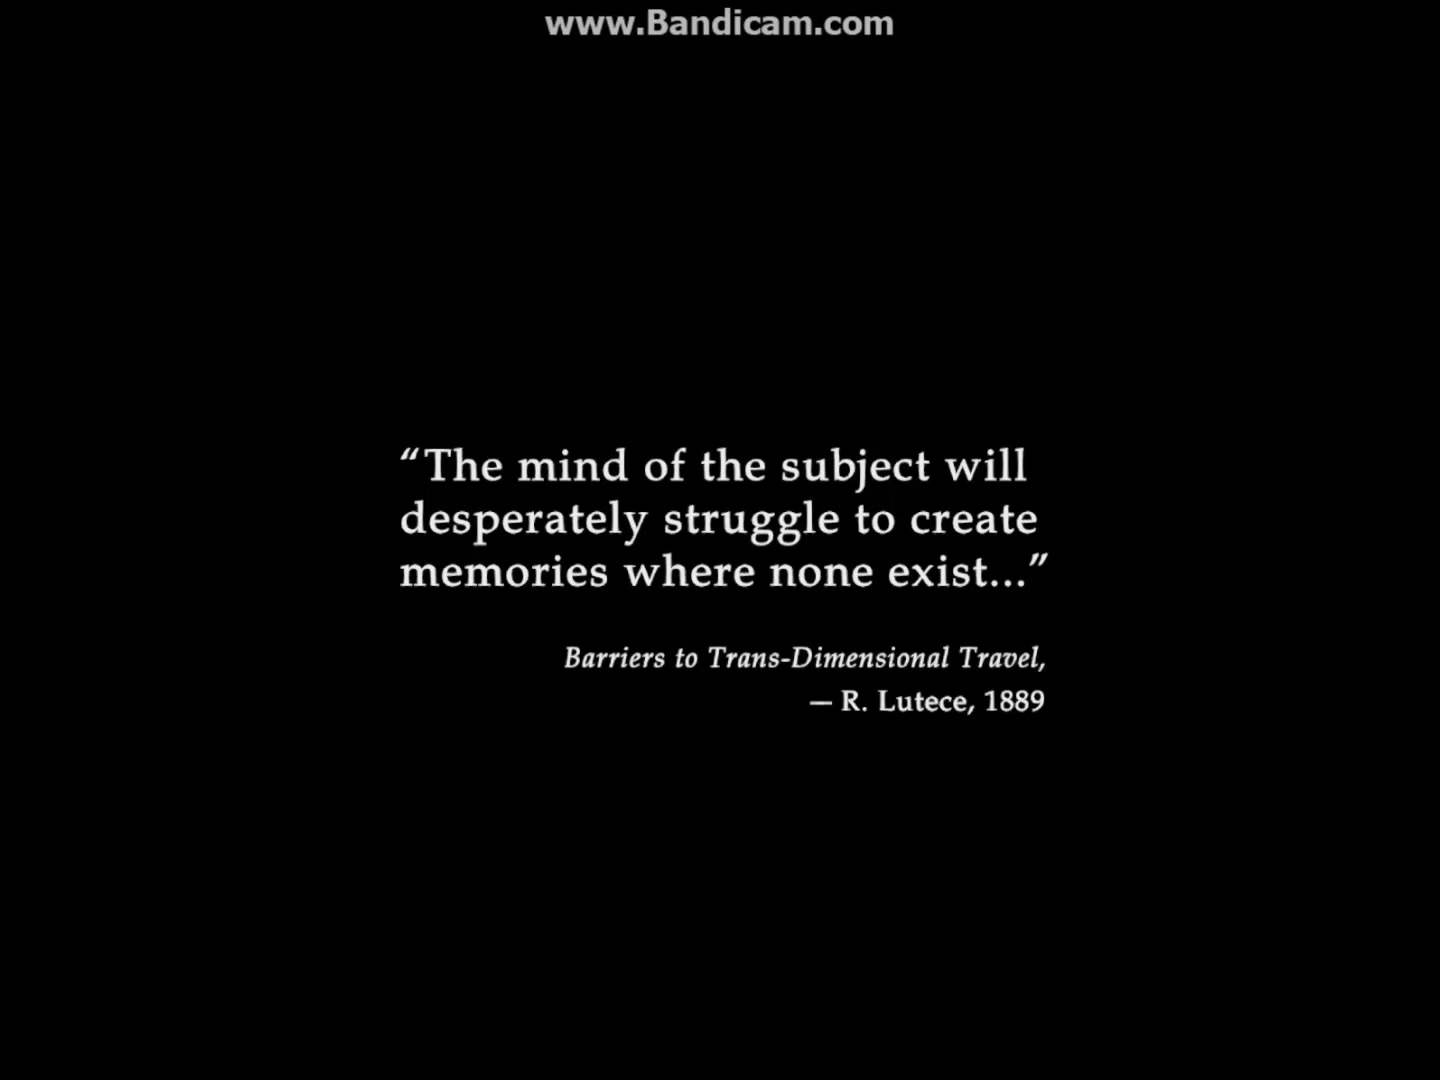 www.Bandicam.com
“The mind of the subject will
desperately struggle to create
memories where none exist...”
Barriers to Trans-Dimensional Travel,
— R. Lutece, 1889